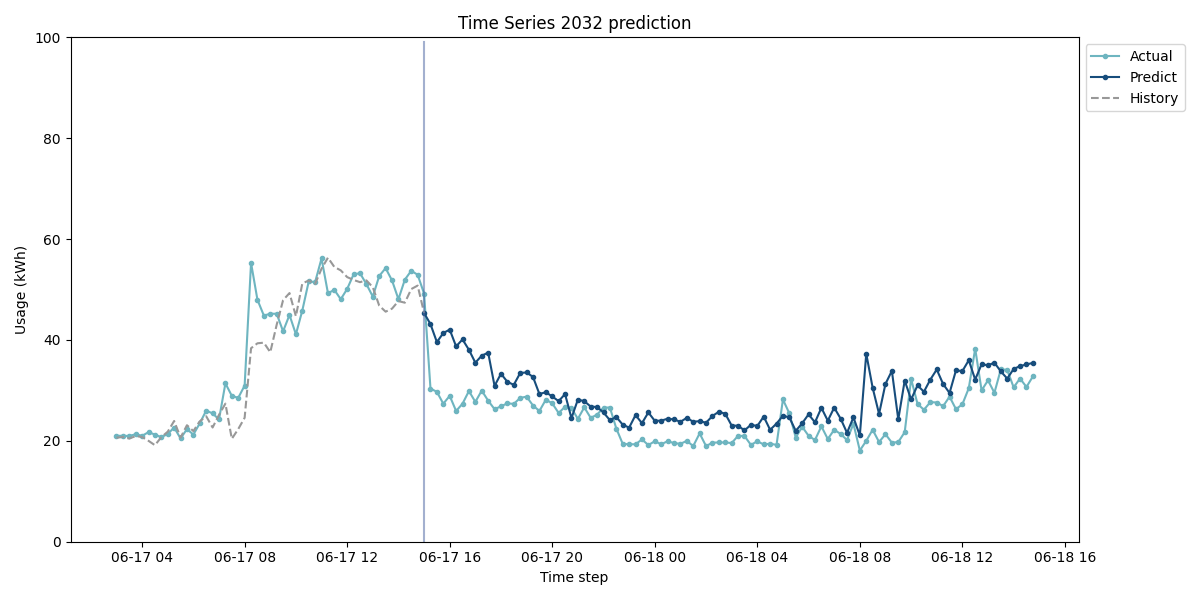 Time Series 2032 prediction
100
80
60
40
20
0
Usage (kWh)
06-17 04
06-17 08
06-17 12
06-17 16
06-17 20
06-18 00
06-18 04
06-18 08
06-18 12
06-18 16
Time step
Actual
Predict
History